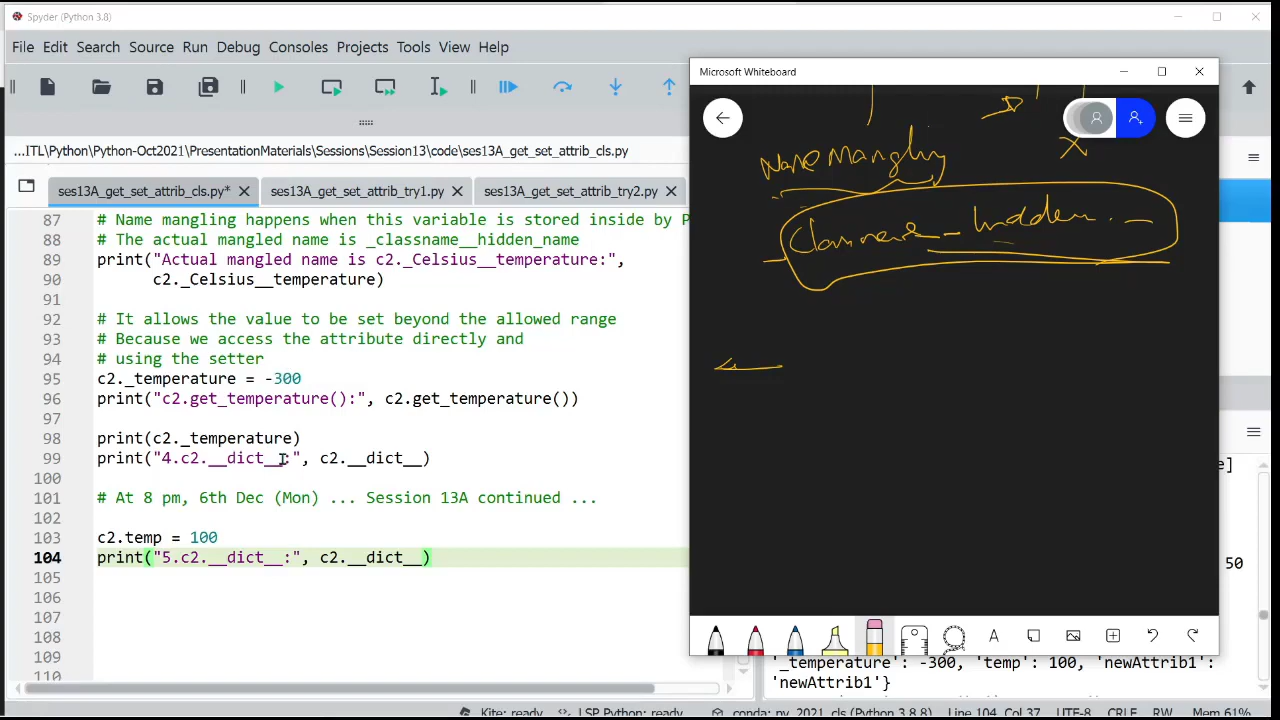 Spyder (Python 3.8)
File Edit Search Source Run Debug Consoles Projects Tools View Help
...ITL\Python\Python-Oct2021\PresentationMaterials\Sessions\Session13\code\ses13A_get_set_attrib_cls.py
ses13A_get_set_attrib_cls.py* ses13A_get_set_attrib_try1.py ses13A_get_set_attrib_try2.py
87 # Name mangling happens when this variable is stored inside by P
88 # The actual mangled name is _classname__hidden_name
89 print("Actual mangled name is c2._Celsius__temperature:",
90 c2._Celsius__temperature)
91
92 # It allows the value to be set beyond the allowed range
93 # Because we access the attribute directly and
94 # using the setter
95 c2._temperature = -300
96 print("c2.get_temperature():", c2.get_temperature())
97
98 print(c2._temperature)
99 print("4.c2.__dict__:", c2.__dict__)
100
101 # At 8 pm, 6th Dec (Mon) ... Session 13A continued ...
102
103 c2.temp = 100
104 print("5.c2.__dict__:", c2.__dict__)
105
106
107
108
109
110
Microsoft Whiteboard
Name Mangling
X
Classname__hidden
e]
50
'_temperature': -300, 'temp': 100, 'newAttrib1':
'newAttrib1'}
Kite: ready LSP Python: ready conda: py_2021 (Python 3.8.8) Line 104, Col 37 UTF-8 CRLF RW Mem 61%